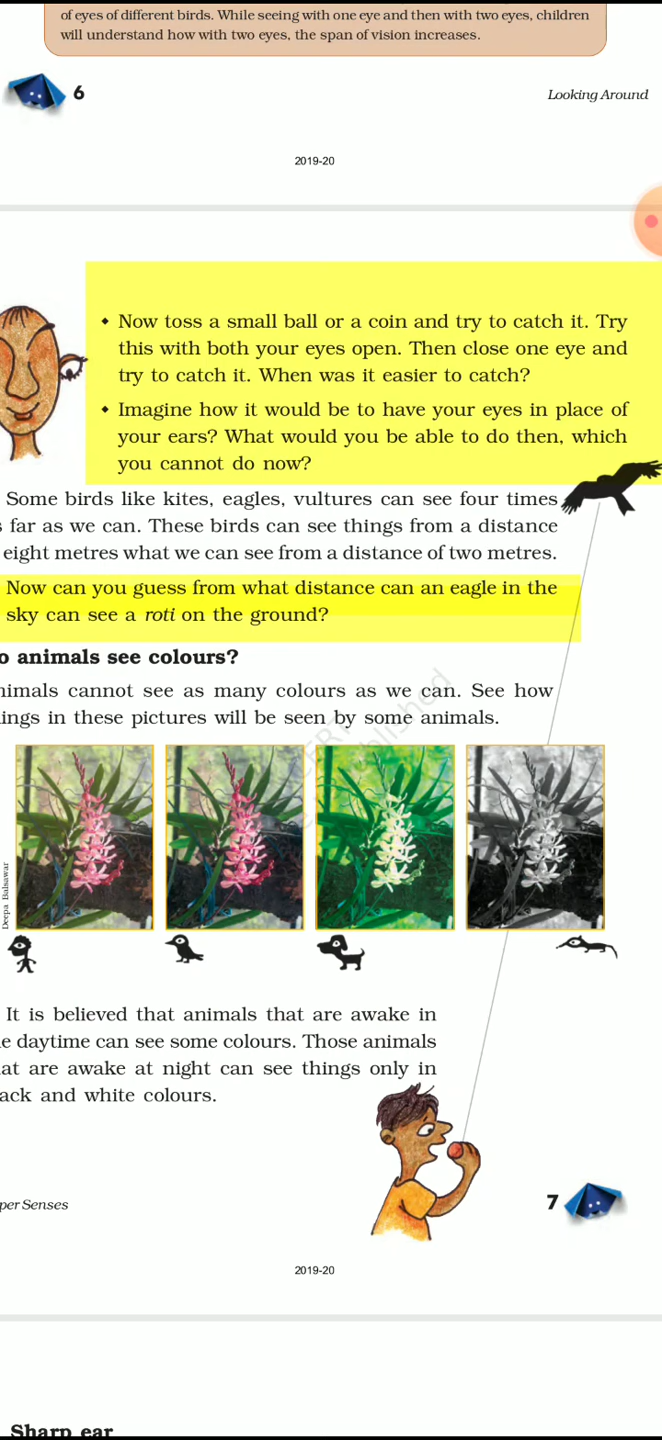 of eyes of different birds. While seeing with one eye and then with two eyes, children
will understand how with two eyes, the span of vision increases.
6
Looking Around
2019-20
• Now toss a small ball or a coin and try to catch it. Try
this with both your eyes open. Then close one eye and
try to catch it. When was it easier to catch?
• Imagine how it would be to have your eyes in place of
your ears? What would you be able to do then, which
you cannot do now?
Some birds like kites, eagles, vultures can see four times
s far as we can. These birds can see things from a distance
eight metres what we can see from a distance of two metres.
Now can you guess from what distance can an eagle in the
sky can see a roti on the ground?
o animals see colours?
nimals cannot see as many colours as we can. See how
ings in these pictures will be seen by some animals.
Deepa Balsawar
It is believed that animals that are awake in
e daytime can see some colours. Those animals
at are awake at night can see things only in
ack and white colours.
per Senses
7
2019-20
Sharp ear